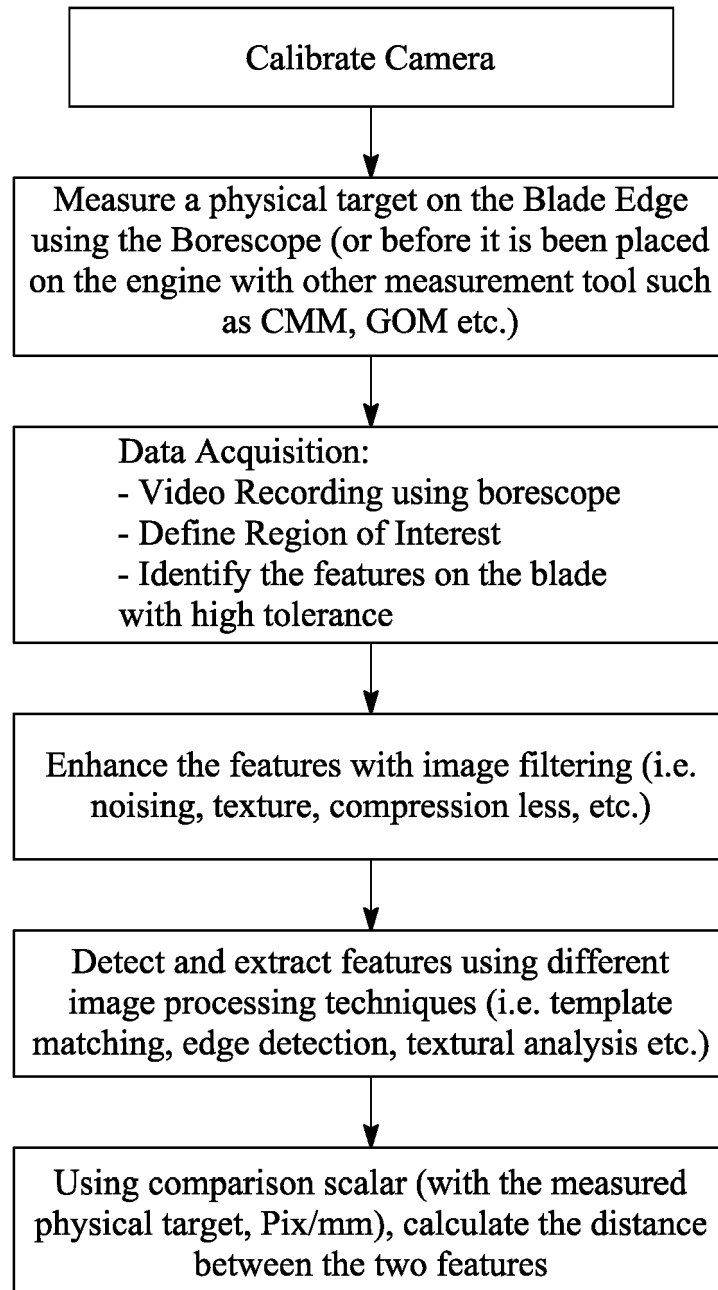 Calibrate Camera
Measure a physical target on the Blade Edge
using the Borescope (or before it is been placed
on the engine with other measurement tool such
as CMM, GOM etc.)
Data Acquisition:
- Video Recording using borescope
- Define Region of Interest
- Identify the features on the blade
with high tolerance
Enhance the features with image filtering (i.e.
noising, texture, compression less, etc.)
Detect and extract features using different
image processing techniques (i.e. template
matching, edge detection, textural analysis etc.)
Using comparison scalar (with the measured
physical target, Pix/mm), calculate the distance
between the two features